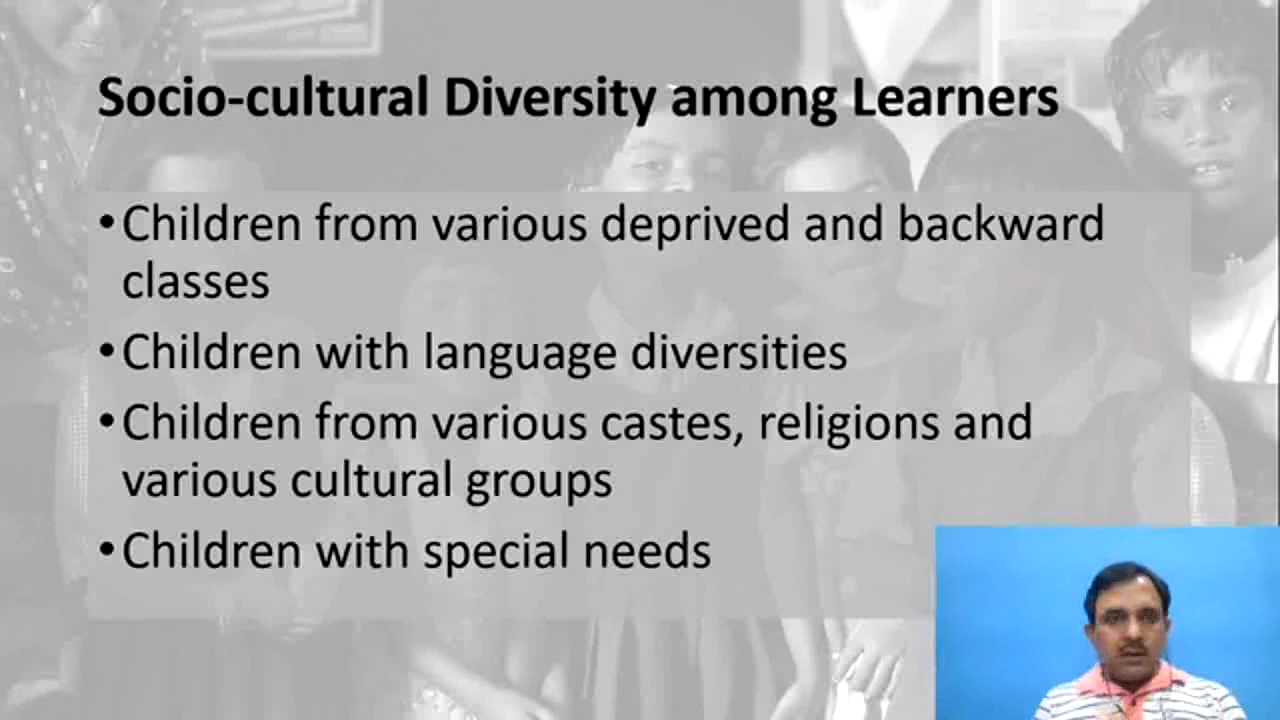 Socio-cultural Diversity among Learners
•Children from various deprived and backward
classes
•Children with language diversities
•Children from various castes, religions and
various cultural groups
•Children with special needs